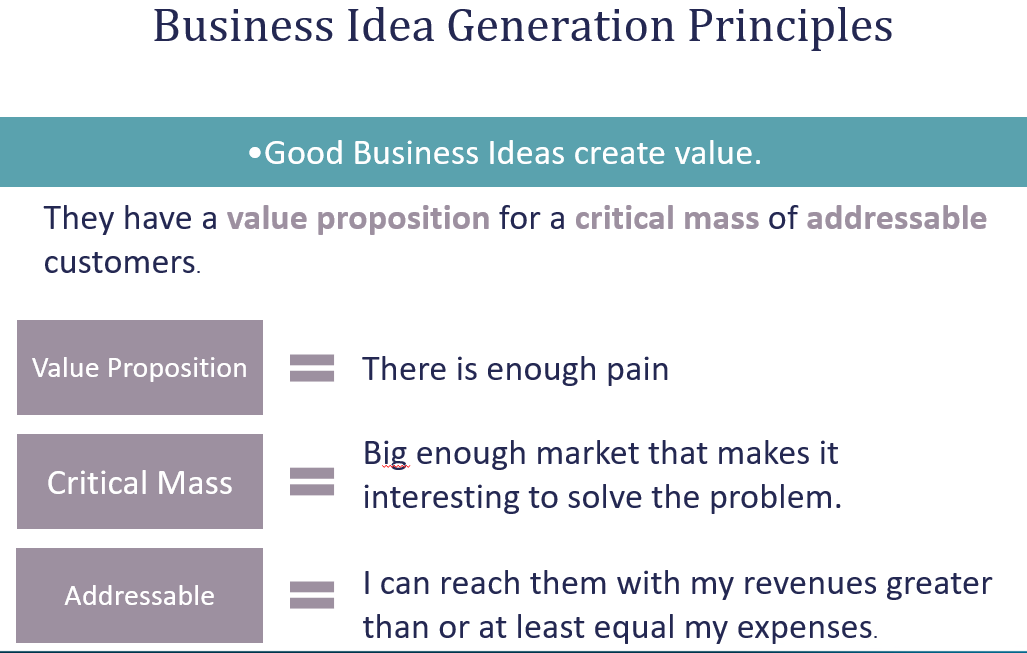 Business Idea Generation Principles
•Good Business Ideas create value.
They have a value proposition for a critical mass of addressable
customers.
Value Proposition
There is enough pain
Critical Mass
Big enough market that makes it
interesting to solve the problem.
Addressable
I can reach them with my revenues greater
than or at least equal my expenses.